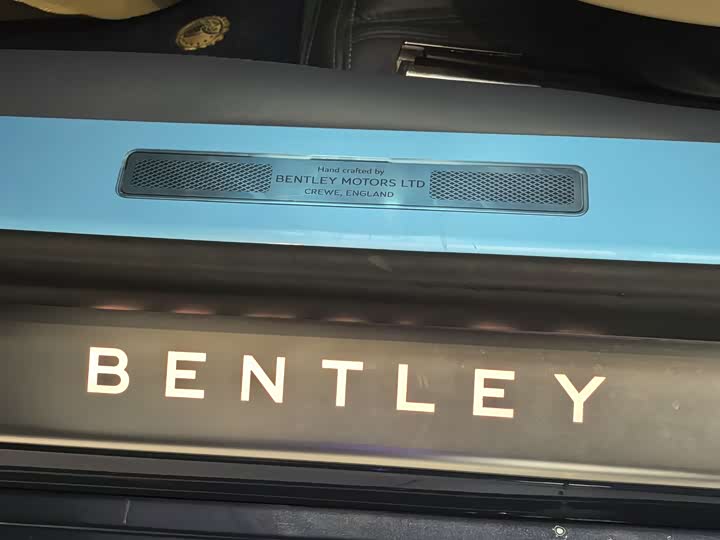 Hand crafted by
BENTLEY MOTORS LTD
CREWE, ENGLAND
BENTLEY